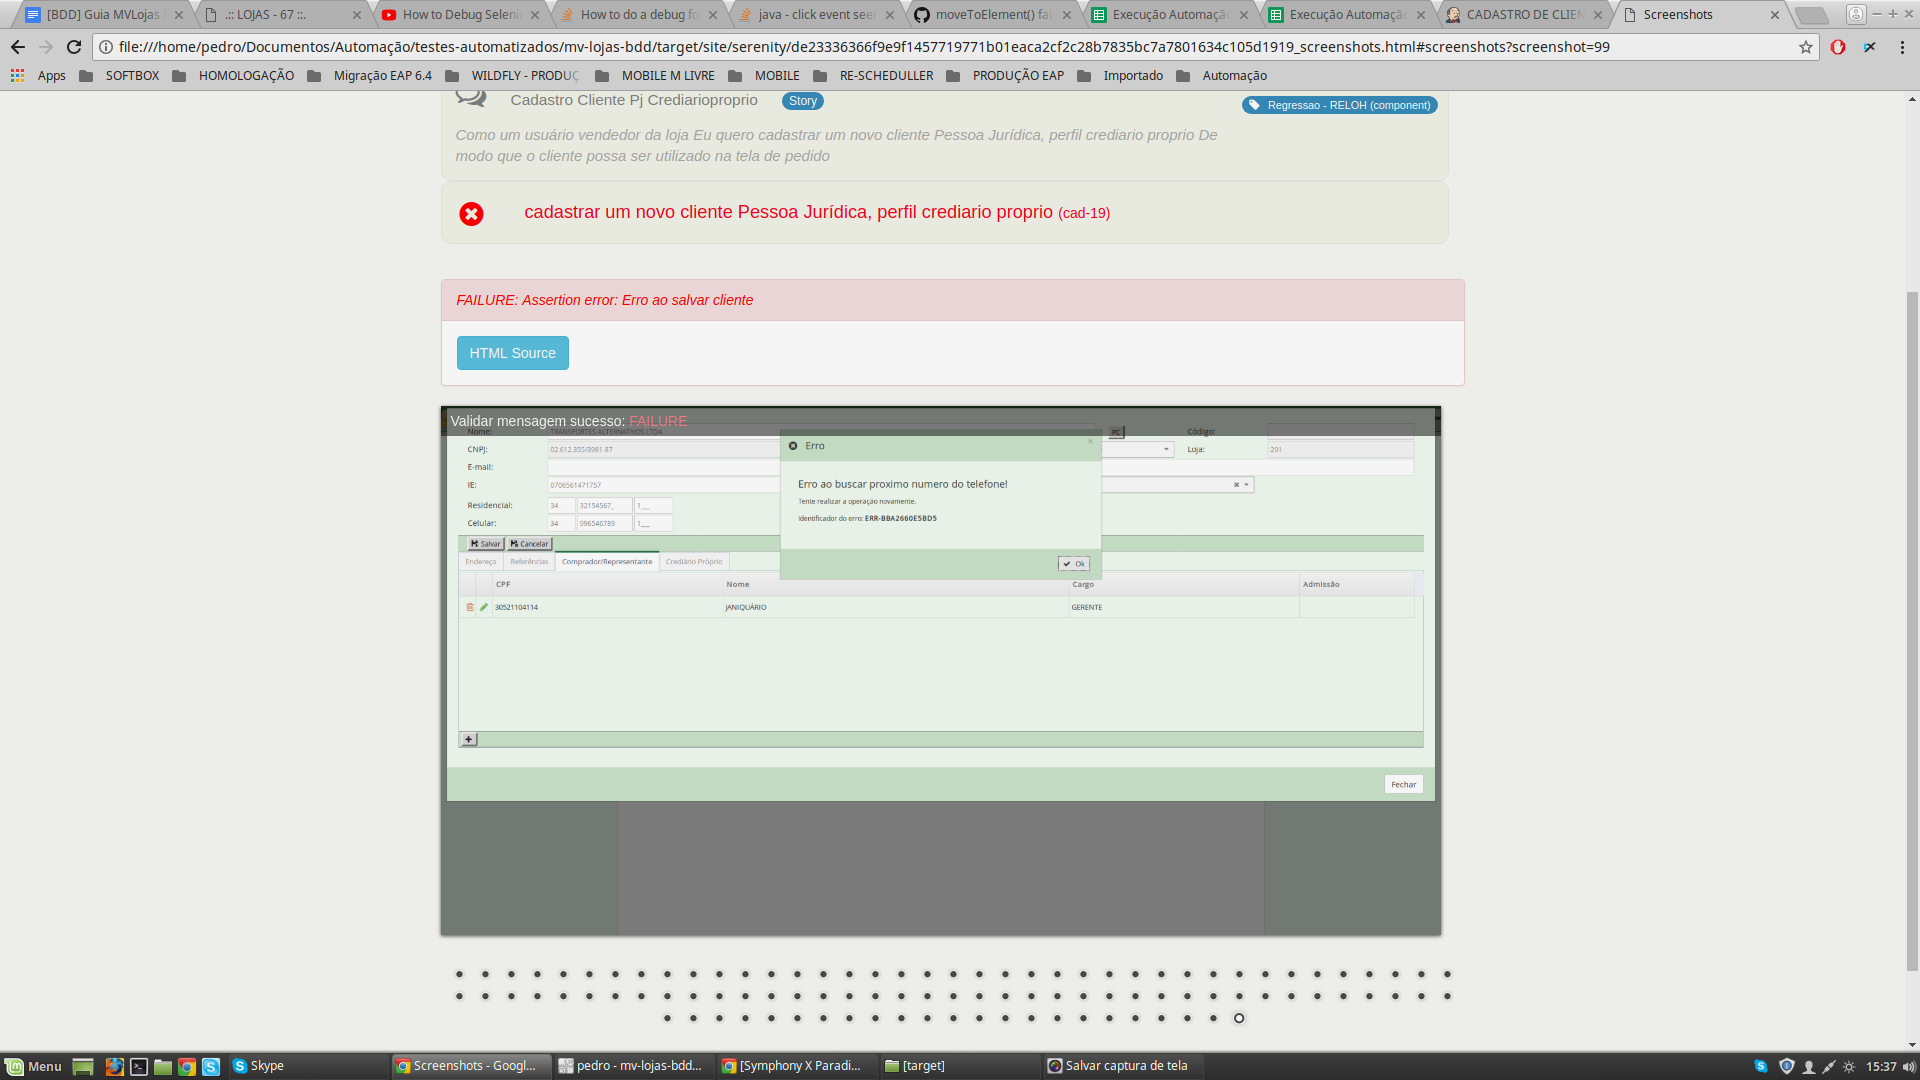 [BDD] Guia MVLojas
.:: LOJAS - 67 ::.
How to Debug Seleni
How to do a debug fo
java - click event see
moveToElement() fai
Execução Automação
Execução Automação
CADASTRO DE CLIEN
Screenshots
file:///home/pedro/Documentos/Automação/testes-automatizados/mv-lojas-bdd/target/site/serenity/de23336366f9e9f1457719771b01eaca2cf2c28b7835bc7a7801634c105d1919_screenshots.html#screenshots?screenshot=99
Apps SOFTBOX HOMOLOGAÇÃO Migração EAP 6.4 WILDFLY - PRODUÇ MOBILE M LIVRE MOBILE RE-SCHEDULLER PRODUÇÃO EAP Importado Automação
Cadastro Cliente Pj Crediarioproprio Story
Regressao - RELOH (component)
Como um usuário vendedor da loja Eu quero cadastrar um novo cliente Pessoa Jurídica, perfil crediario proprio De
modo que o cliente possa ser utilizado na tela de pedido
cadastrar um novo cliente Pessoa Jurídica, perfil crediario proprio (cad-19)
FAILURE: Assertion error: Erro ao salvar cliente
HTML Source
Validar mensagem sucesso: FAILURE
Nome: TRANSPORTES ALTERNATIVOS LTDA PC Código:
CNPJ: 02.612.355/3981-87 Loja: 291
E-mail:
IE: 0706561471757
Residencial: 34 32154567_ 1___
Celular: 34 996546789 1___
Erro
Erro ao buscar proximo numero do telefone!
Tente realizar a operação novamente.
Identificador do erro: ERR-BBA2660E5BD5
Ok
Salvar Cancelar
Endereço Referências Comprador/Representante Crediário Próprio
CPF Nome Cargo Admissão
30521104114 JANIQUÁRIO GERENTE
Fechar
Menu Skype Screenshots - Googl... pedro - mv-lojas-bdd... [Symphony X Paradi... [target] Salvar captura de tela 15:37